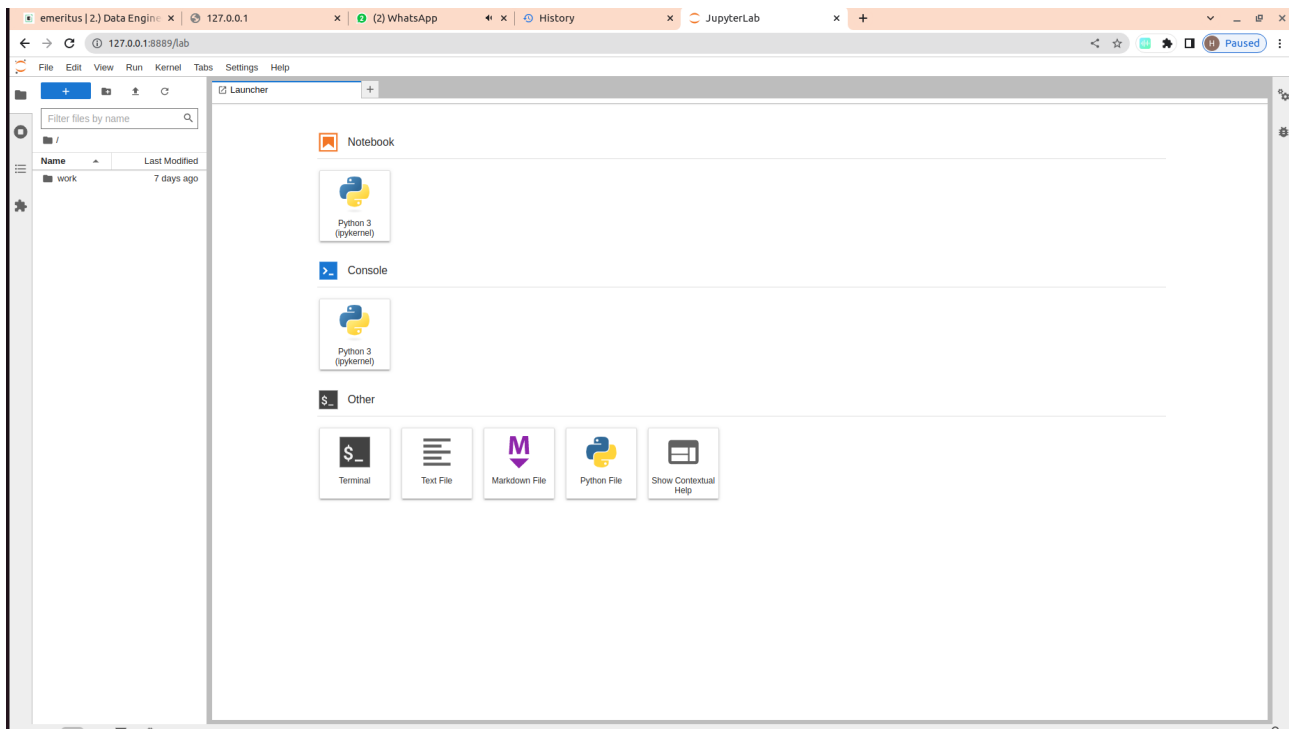 emeritus | 2.) Data Engine
127.0.0.1
(2) WhatsApp
History
JupyterLab
127.0.0.1:8889/lab
H Paused
File Edit View Run Kernel Tabs Settings Help
Launcher
Filter files by name
/
Name Last Modified
work 7 days ago
Notebook
Python 3
(ipykernel)
Console
Python 3
(ipykernel)
$_ Other
$_ M
Terminal Text File Markdown File Python File Show Contextual
Help